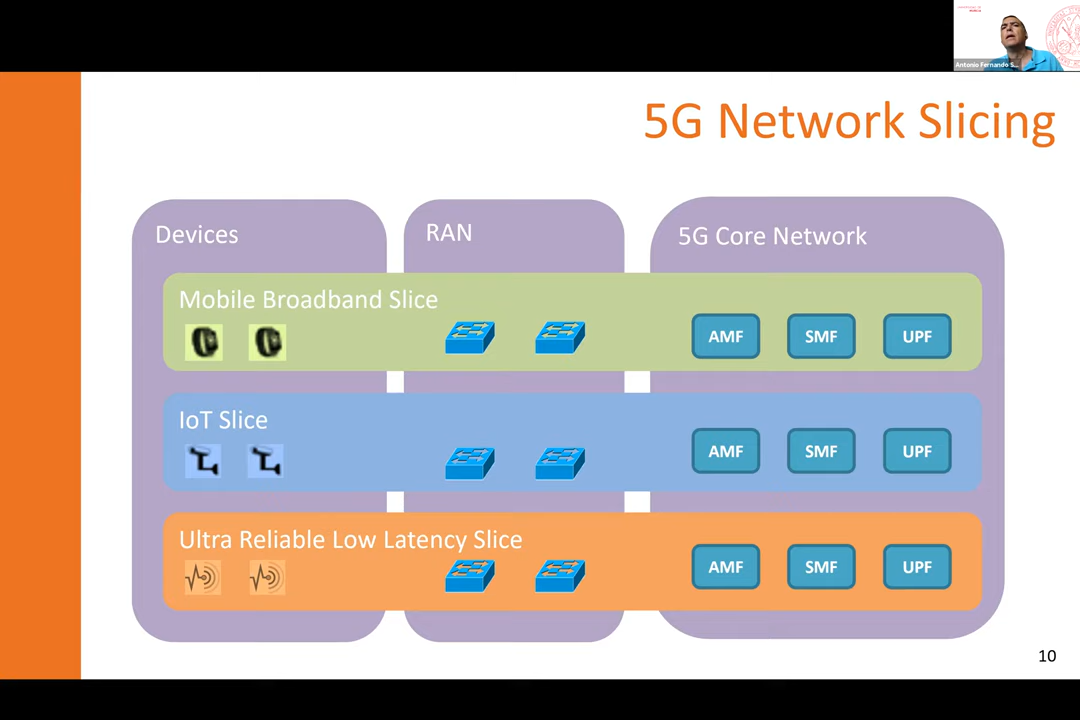 Antonio Fernando S...
5G Network Slicing
Devices
RAN
5G Core Network
Mobile Broadband Slice
AMF
SMF
UPF
IoT Slice
AMF
SMF
UPF
Ultra Reliable Low Latency Slice
AMF
SMF
UPF
10